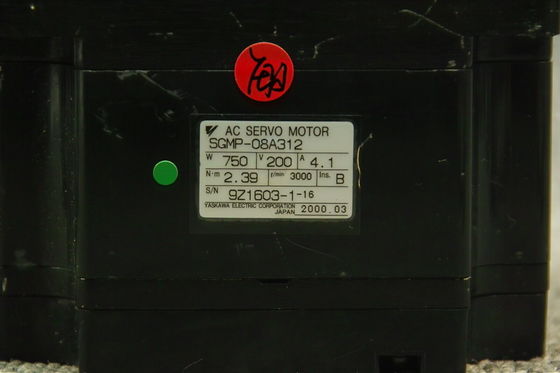 AC SERVO MOTOR
SGMP-08A312
W 750 V 200 A 4.1
N·m 2.39 r/min 3000 Ins. B
S/N 9Z1603-1-16
YASKAWA ELECTRIC CORPORATION
JAPAN 2000.03